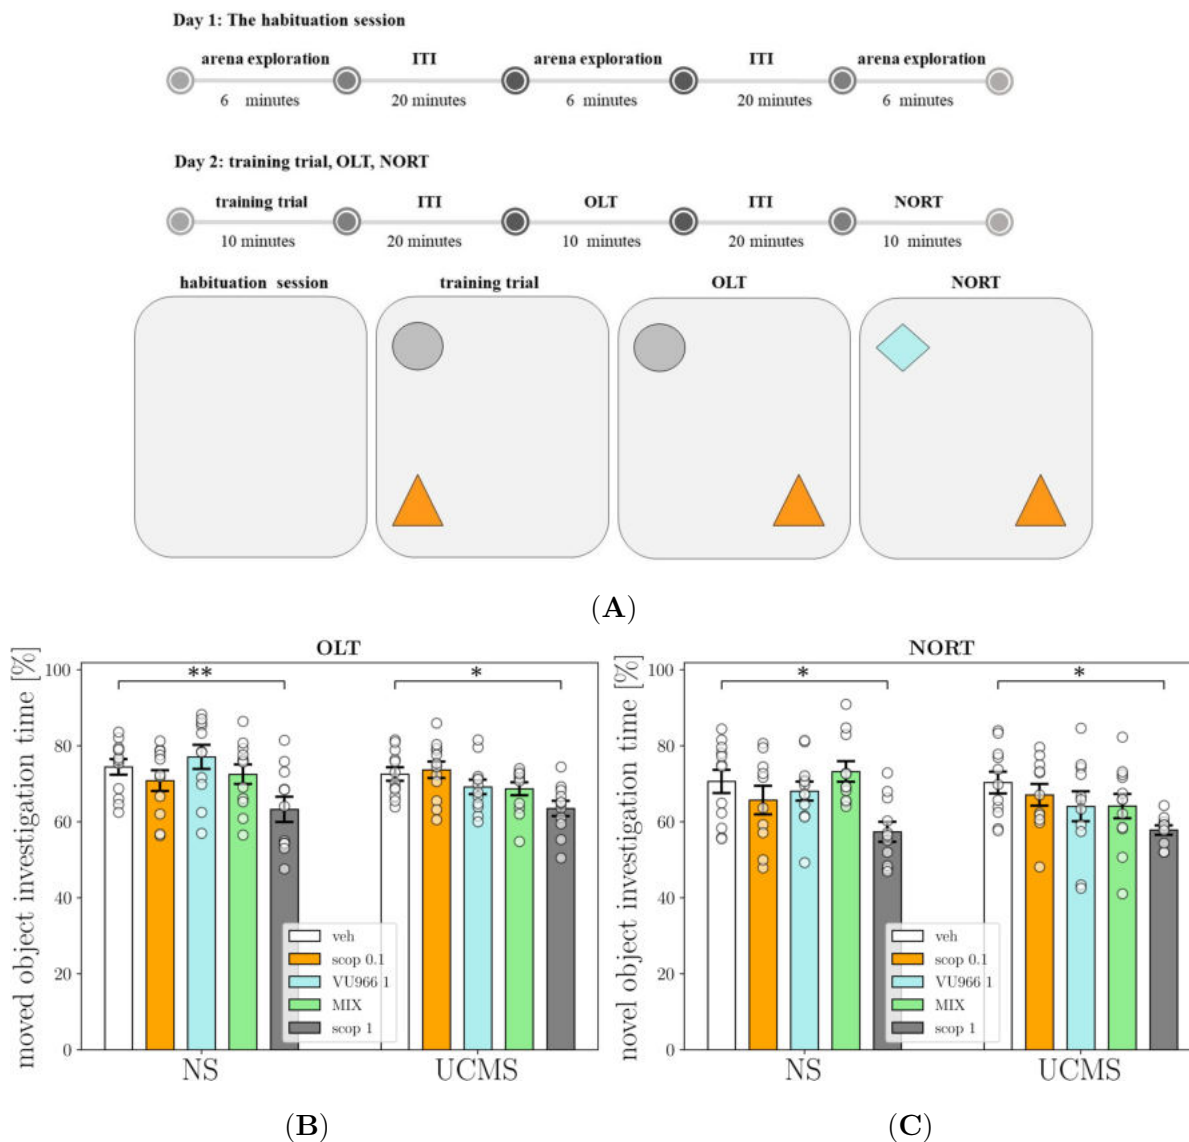 Day 1: The habituation session
arena exploration ITI arena exploration ITI arena exploration
6 minutes 20 minutes 6 minutes 20 minutes 6 minutes
Day 2: training trial, OLT, NORT
training trial ITI OLT ITI NORT
10 minutes 20 minutes 10 minutes 20 minutes 10 minutes
habituation session training trial OLT NORT
(A)
OLT
moved object investigation time [%]
100
80
60
40
20
0
**
*
veh
scop 0.1
VU966 1
MIX
scop 1
NS UCMS
(B)
NORT
novel object investigation time [%]
100
80
60
40
20
0
*
*
veh
scop 0.1
VU966 1
MIX
scop 1
NS UCMS
(C)